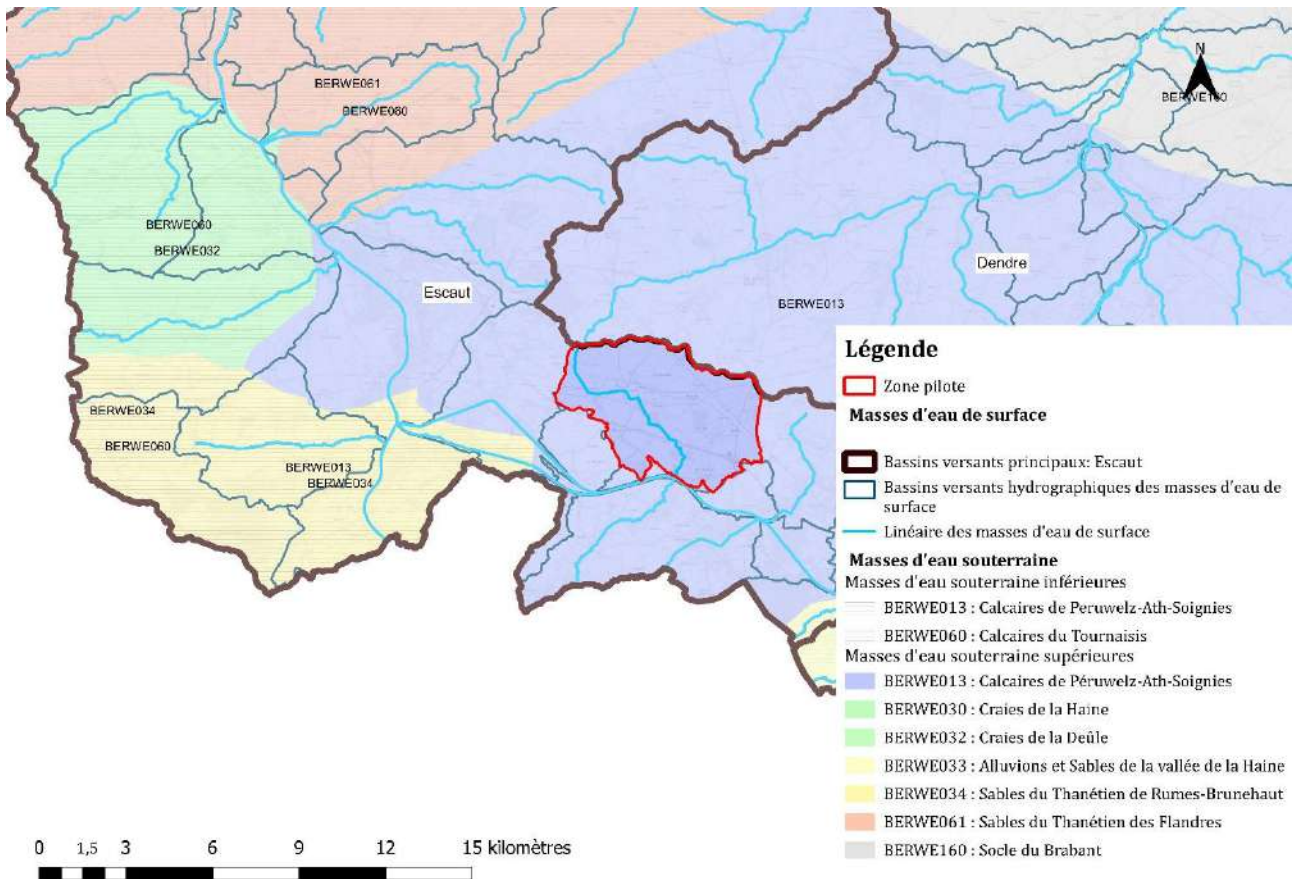 BERWE061
BERWE060
N
BERWE160
BERWE060
BERWE032
Escaut
Dendre
BERWE013
BERWE034
BERWE060
BERWE013
BERWE034
Légende
Zone pilote
Masses d'eau de surface
Bassins versants principaux: Escaut
Bassins versants hydrographiques des masses d'eau de
surface
Linéaire des masses d'eau de surface
Masses d'eau souterraine
Masses d'eau souterraine inférieures
BERWE013 : Calcaires de Peruwelz-Ath-Soignies
BERWE060 : Calcaires du Tournaisis
Masses d'eau souterraine supérieures
BERWE013 : Calcaires de Péruwelz-Ath-Soignies
BERWE030 : Craies de la Haine
BERWE032 : Craies de la Deûle
BERWE033 : Alluvions et Sables de la vallée de la Haine
BERWE034 : Sables du Thanétien de Rumes-Brunehaut
BERWE061 : Sables du Thanétien des Flandres
BERWE160 : Socle du Brabant
0 1,5 3 6 9 12 15 kilomètres